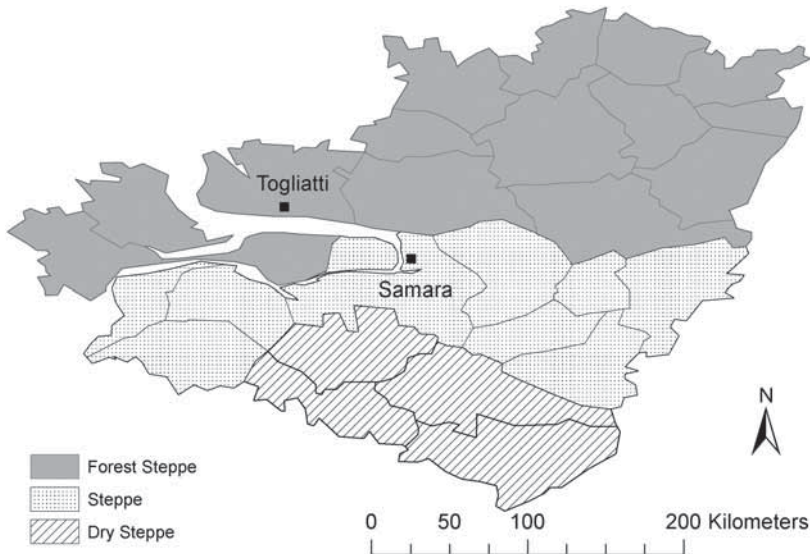 Togliatti
Samara
N
Forest Steppe
Steppe
Dry Steppe
0 50 100 200 Kilometers